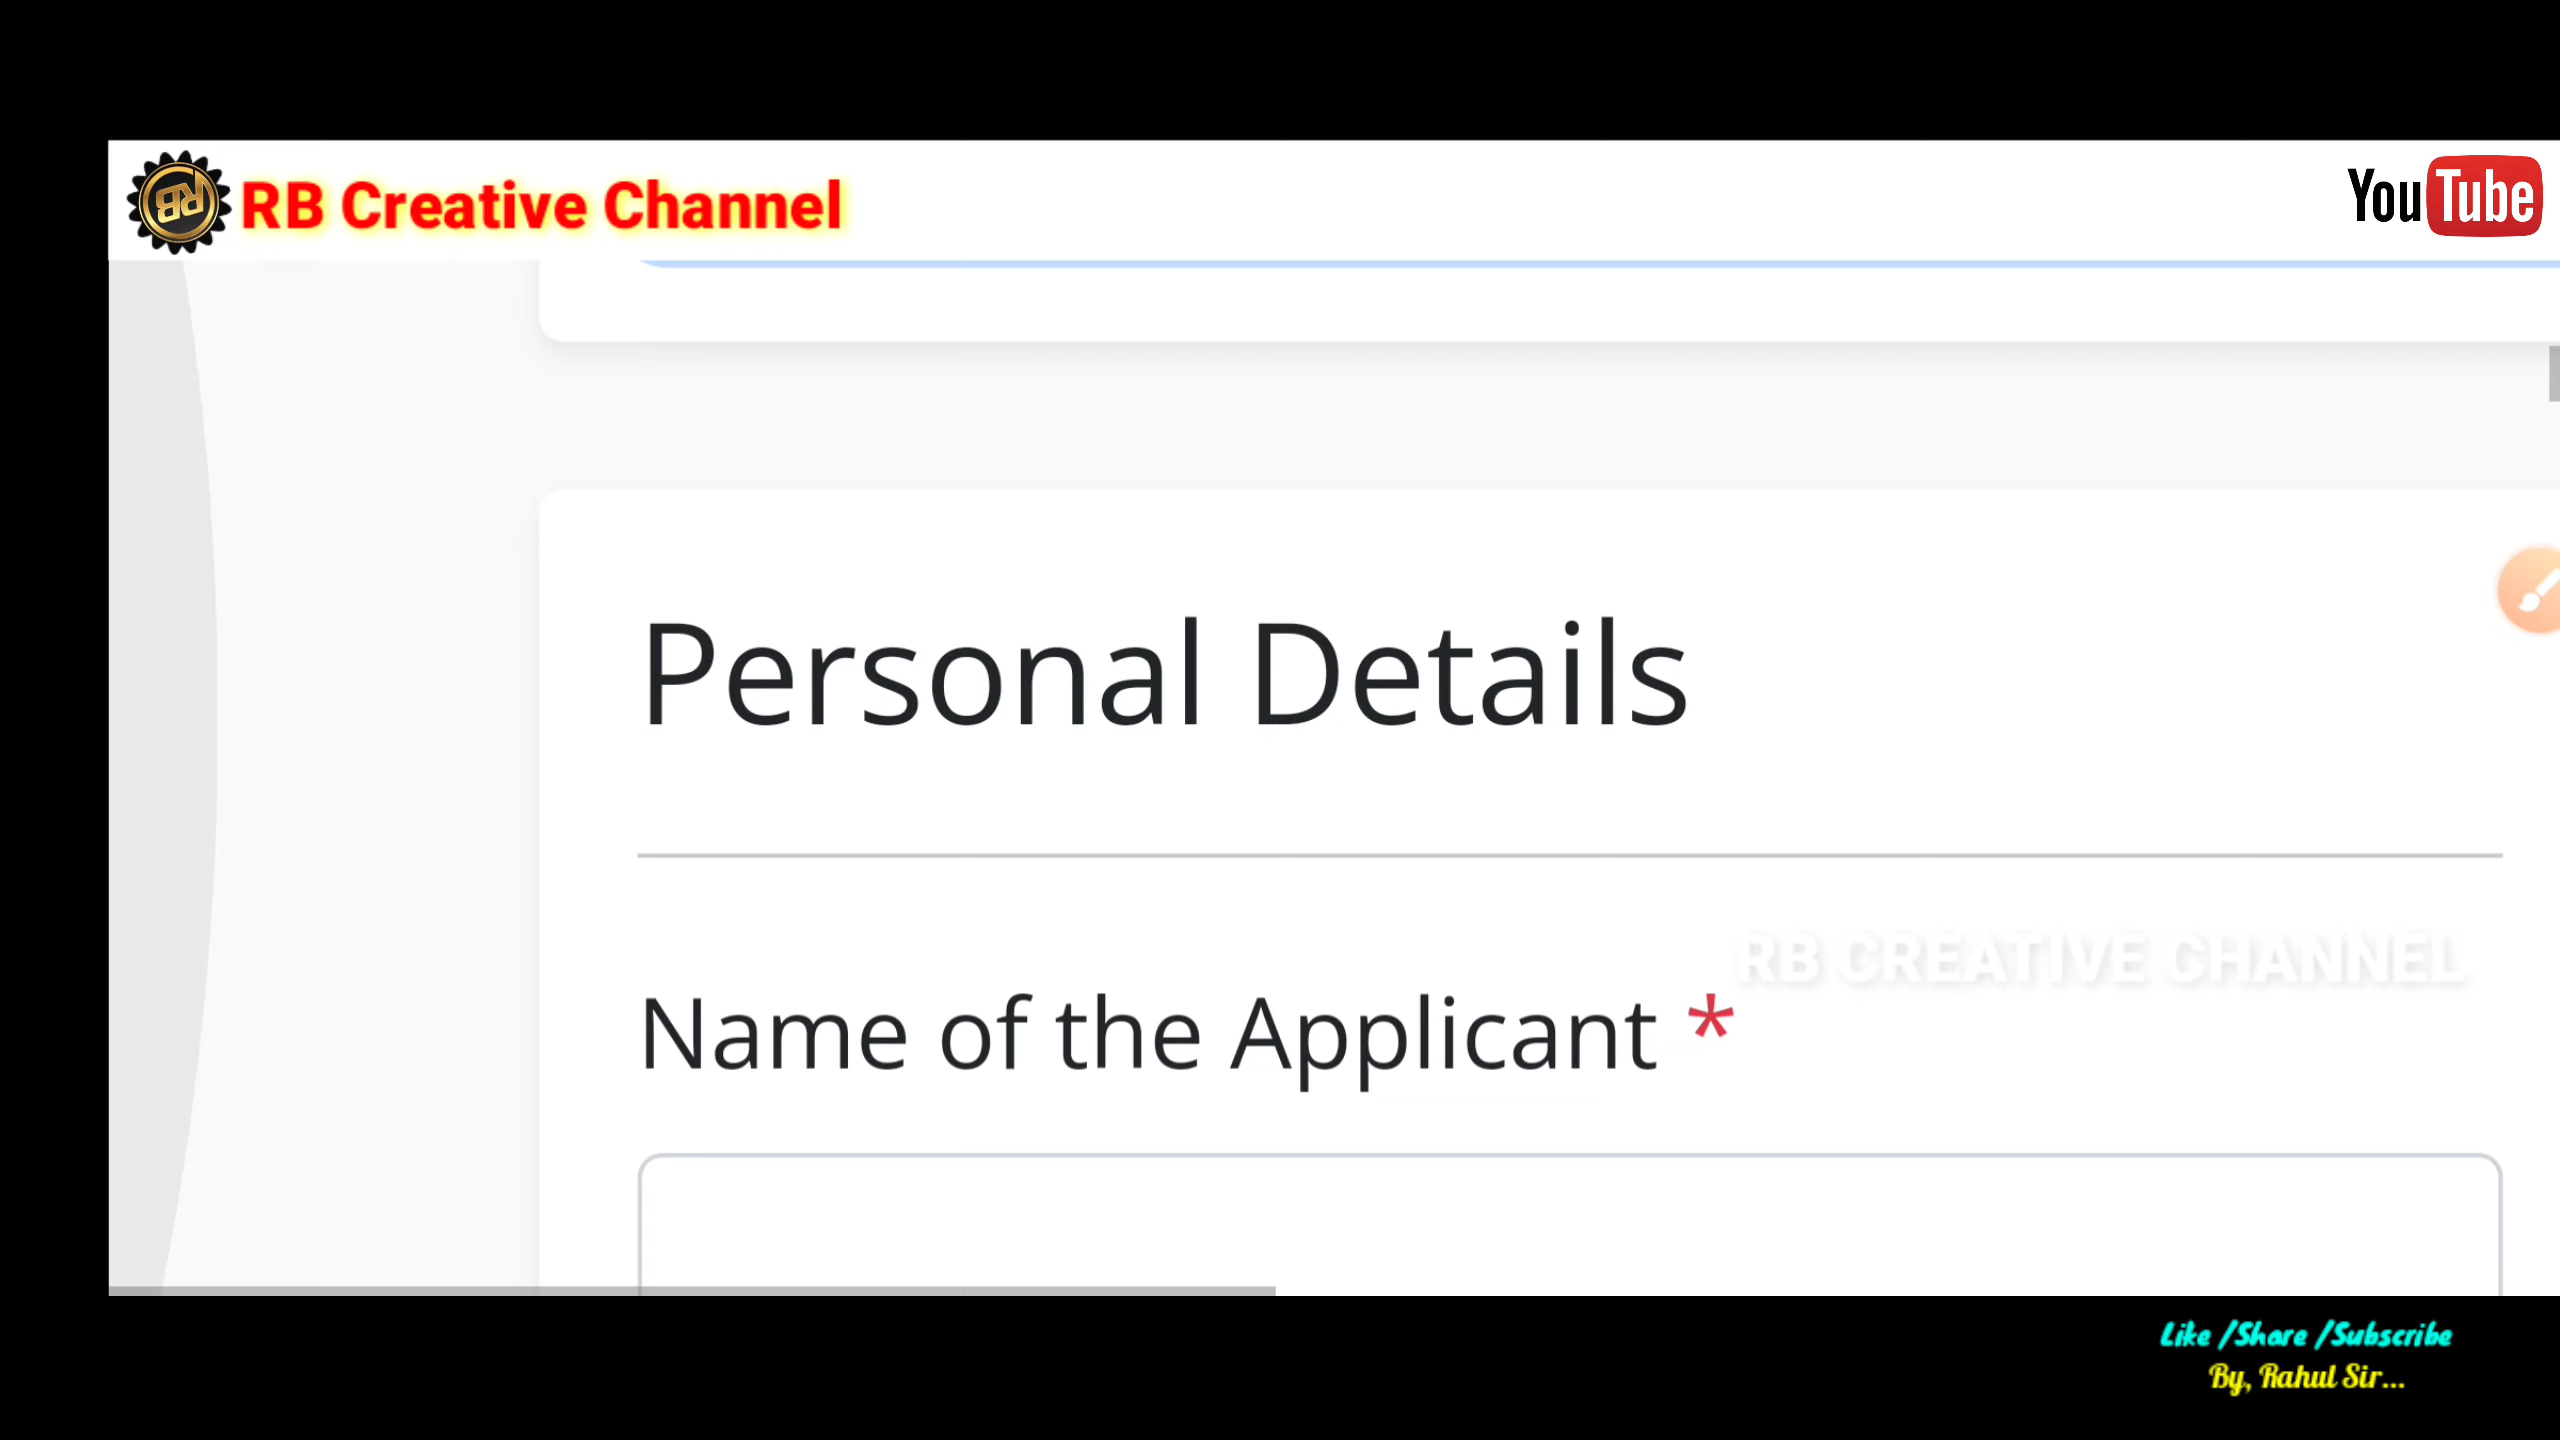 RB
RB Creative Channel
YouTube
Personal Details
RB CREATIVE CHANNEL
Name of the Applicant *
Like /Share /Subscribe
By, Rahul Sir...